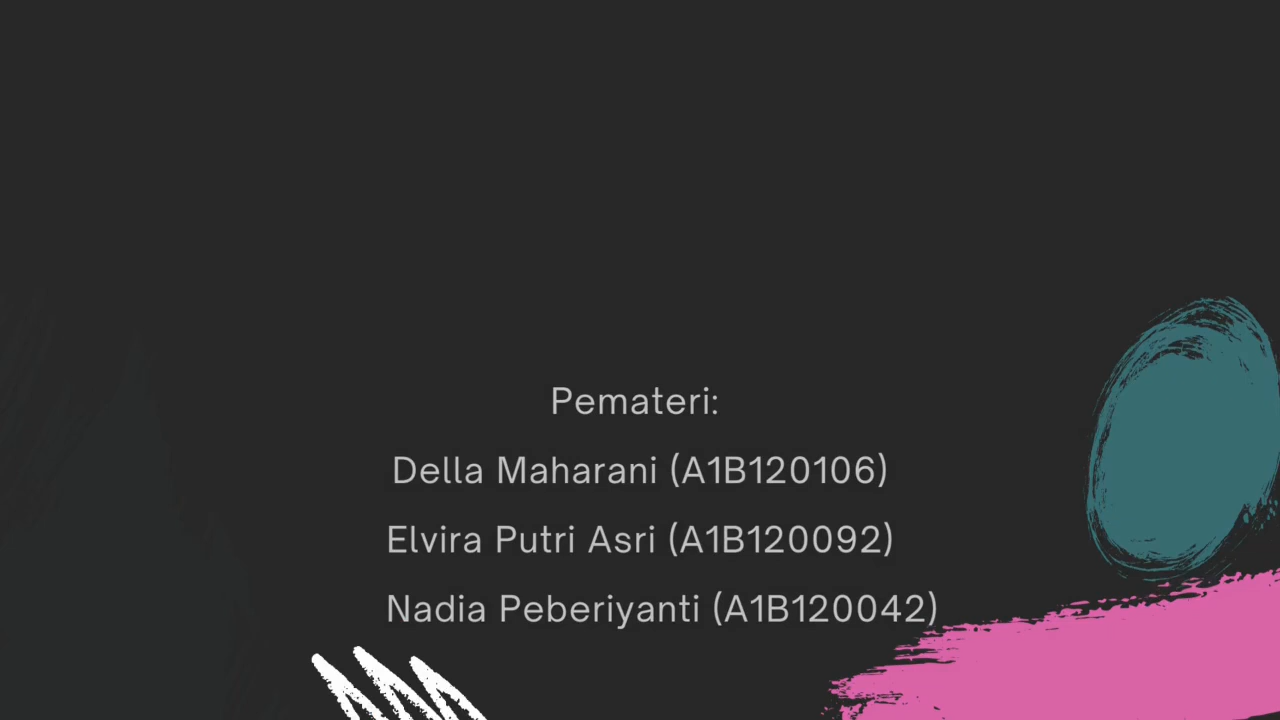 Pemateri:
Della Maharani (A1B120106)
Elvira Putri Asri (A1B120092)
Nadia Peberiyanti (A1B120042)